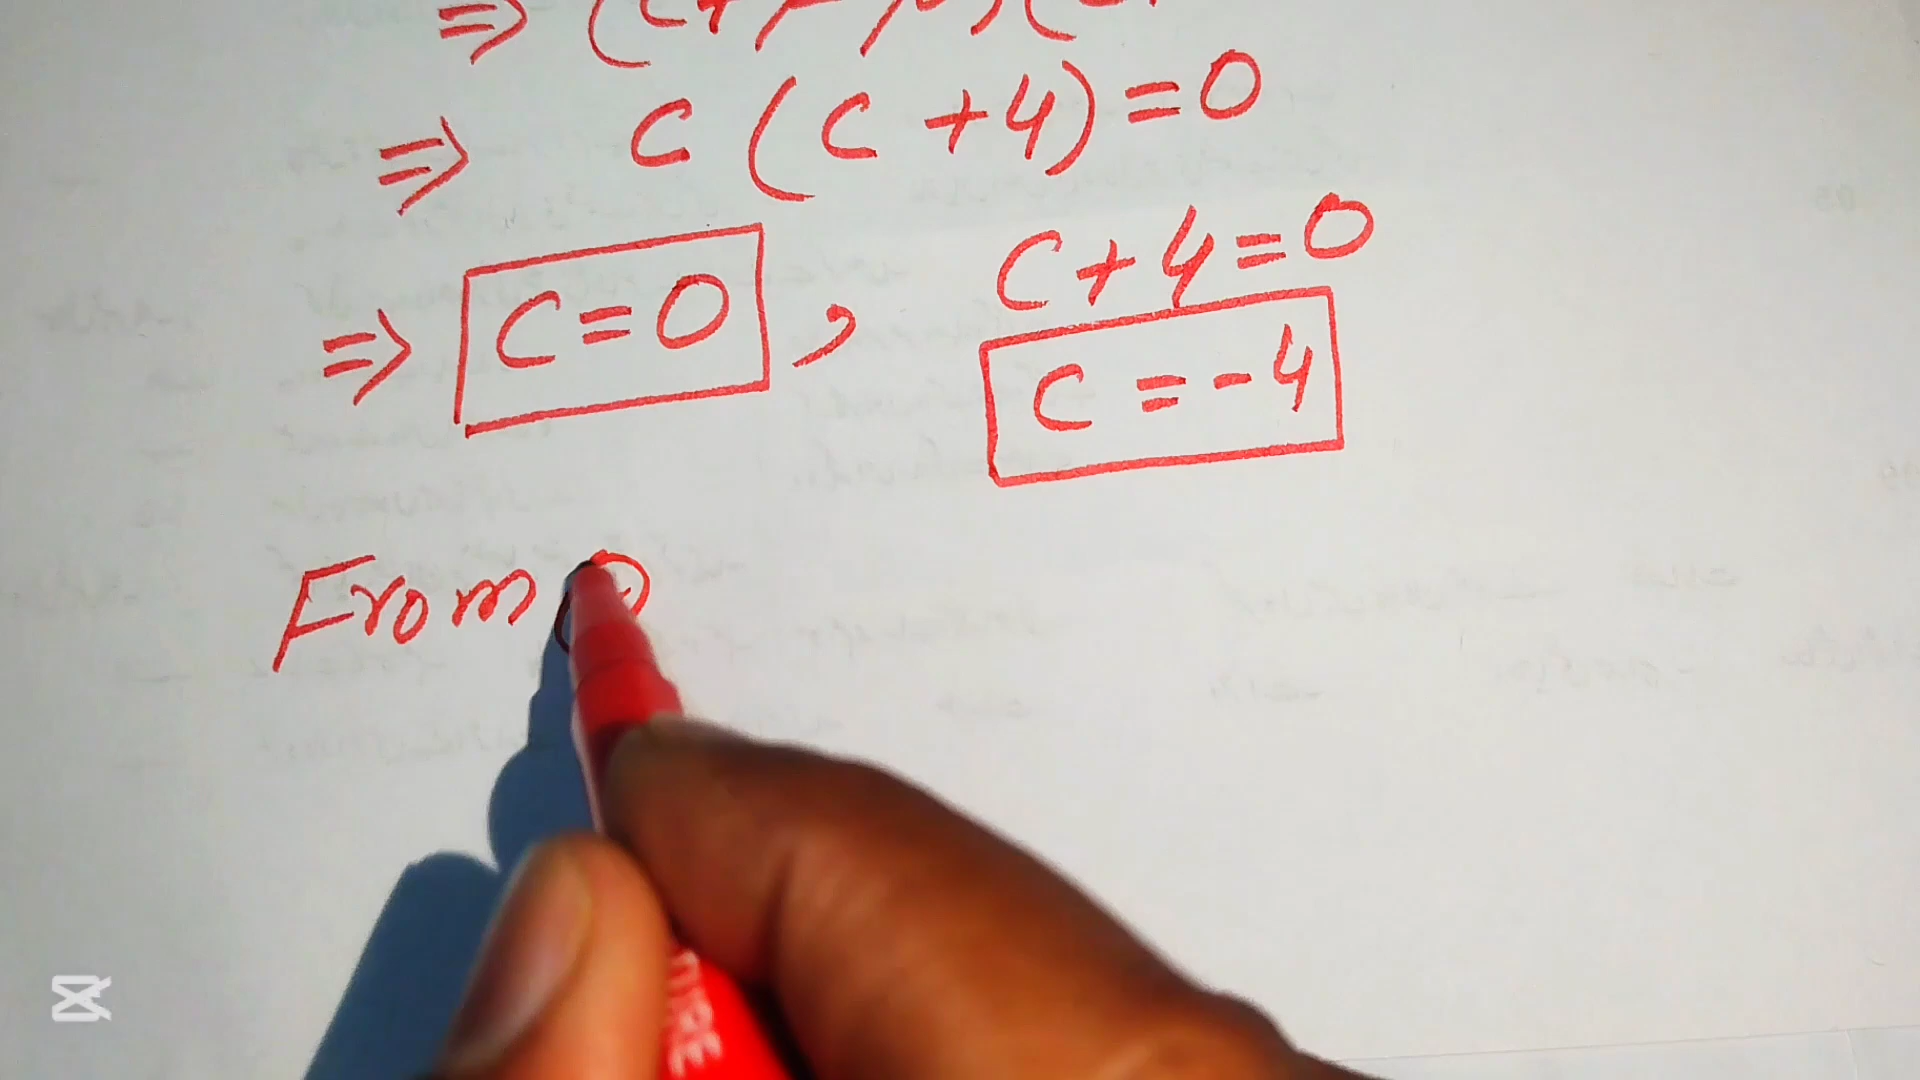 ⇒ C (C + 4) = 0
⇒ C = 0 , C + 4 = 0
C = - 4
From